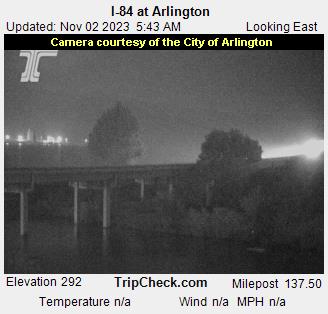 I-84 at Arlington
Updated: Nov 02 2023 5:43 AM Looking East
Camera courtesy of the City of Arlington
Elevation 292 TripCheck.com Milepost 137.50
Temperature n/a Wind n/a MPH n/a